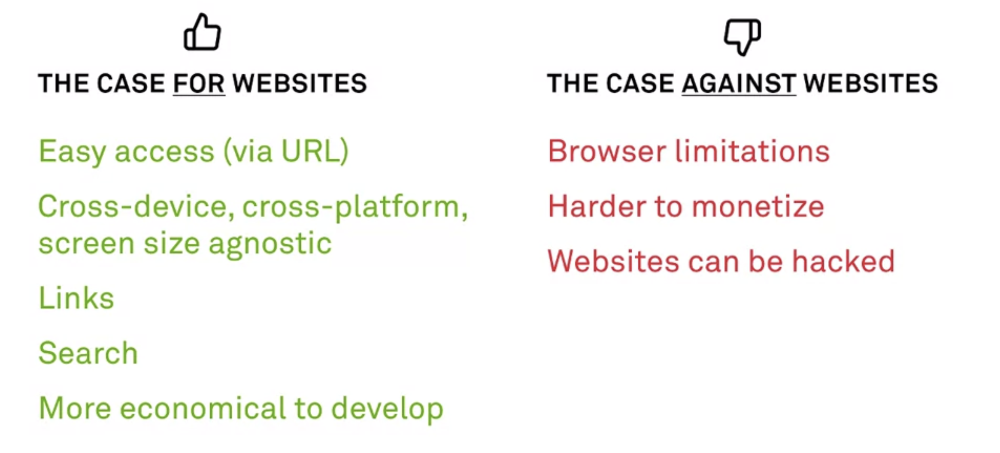 THE CASE FOR WEBSITES
Easy access (via URL)
Cross-device, cross-platform,
screen size agnostic
Links
Search
More economical to develop
THE CASE AGAINST WEBSITES
Browser limitations
Harder to monetize
Websites can be hacked